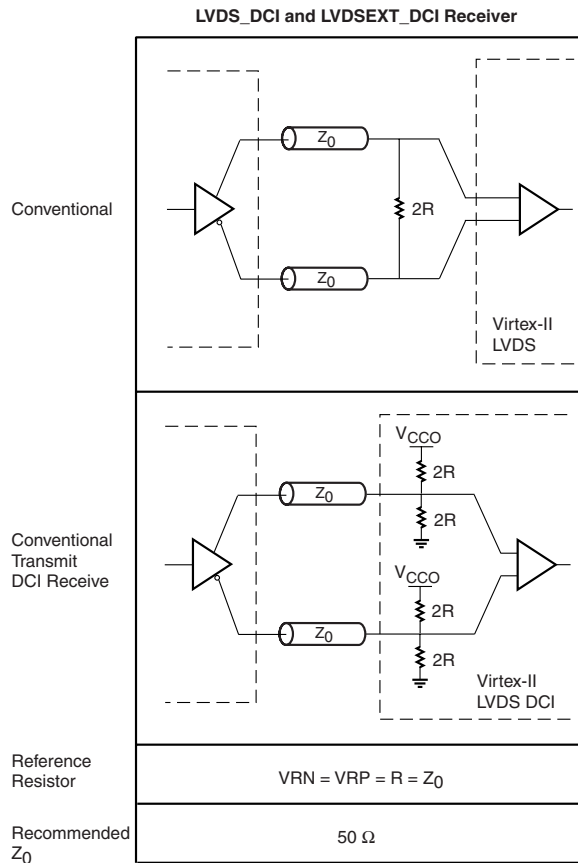 LVDS_DCI and LVDSEXT_DCI Receiver
Conventional
Z0
2R
Z0
Virtex-II
LVDS
Conventional
Transmit
DCI Receive
VCCO
2R
Z0
2R
VCCO
2R
Z0
2R
Virtex-II
LVDS DCI
Reference
Resistor
VRN = VRP = R = Z0
Recommended
Z0
50 Ω